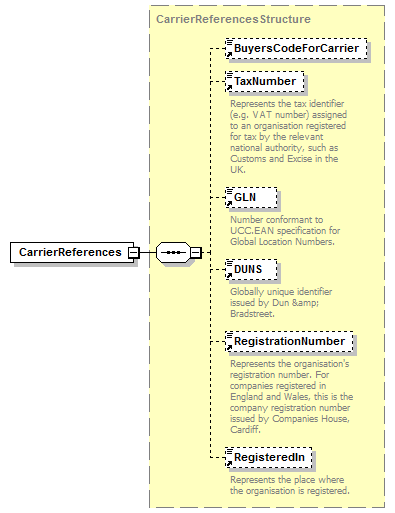 CarrierReferencesStructure
BuyersCodeForCarrier
TaxNumber
Represents the tax identifier
(e.g. VAT number) assigned
to an organisation registered
for tax by the relevant
national authority, such as
Customs and Excise in the
UK.
GLN
Number conformant to
UCC.EAN specification for
Global Location Numbers.
CarrierReferences
DUNS
Globally unique identifier
issued by Dun &amp;
Bradstreet.
RegistrationNumber
Represents the organisation's
registration number. For
companies registered in
England and Wales, this is the
company registration number
issued by Companies House,
Cardiff.
RegisteredIn
Represents the place where
the organisation is registered.